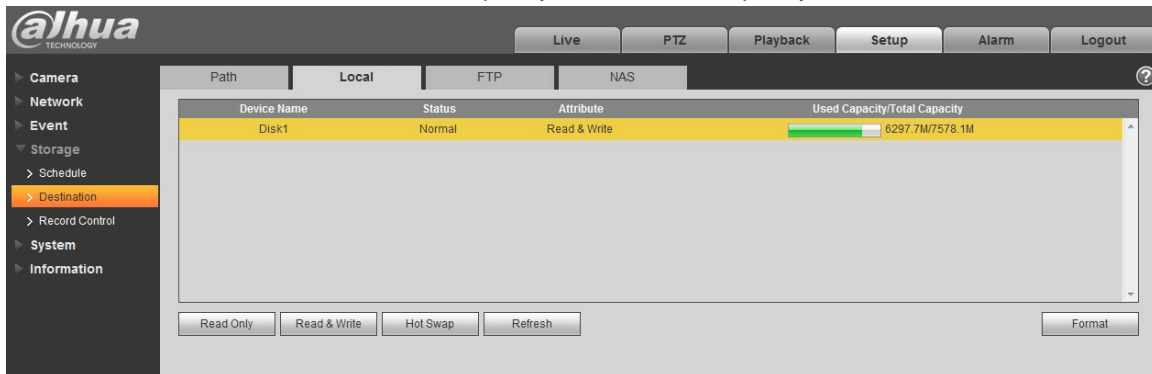 alhua
TECHNOLOGY
Live PTZ Playback Setup Alarm Logout
Camera
Network
Event
Storage
Schedule
Destination
Record Control
System
Information
Path Local FTP NAS
?
Device Name Status Attribute Used Capacity/Total Capacity
Disk1 Normal Read & Write 6297.7M/7578.1M
Read Only Read & Write Hot Swap Refresh Format